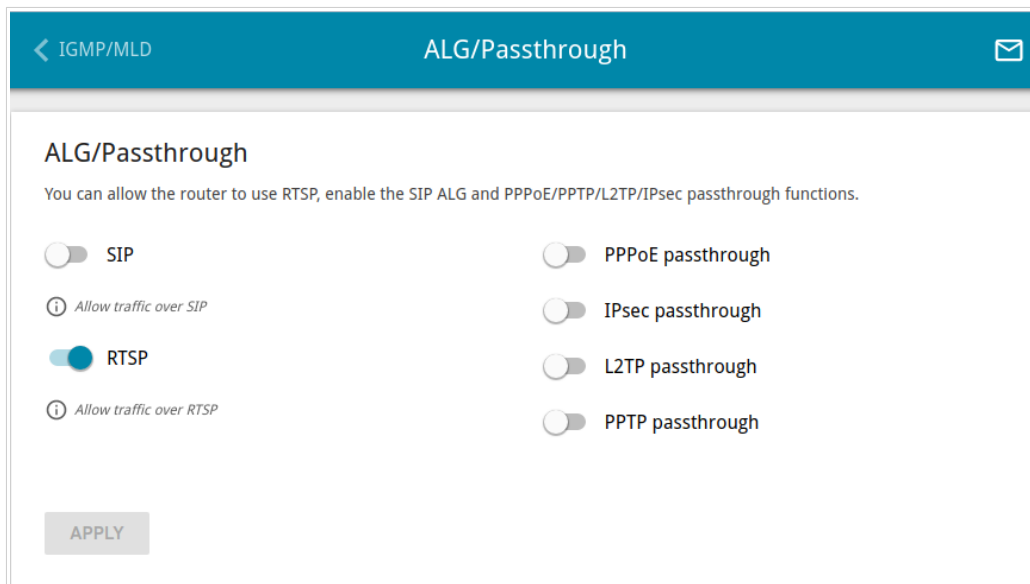 IGMP/MLD
ALG/Passthrough
ALG/Passthrough
You can allow the router to use RTSP, enable the SIP ALG and PPPoE/PPTP/L2TP/IPsec passthrough functions.
SIP
Allow traffic over SIP
RTSP
Allow traffic over RTSP
PPPoE passthrough
IPsec passthrough
L2TP passthrough
PPTP passthrough
APPLY